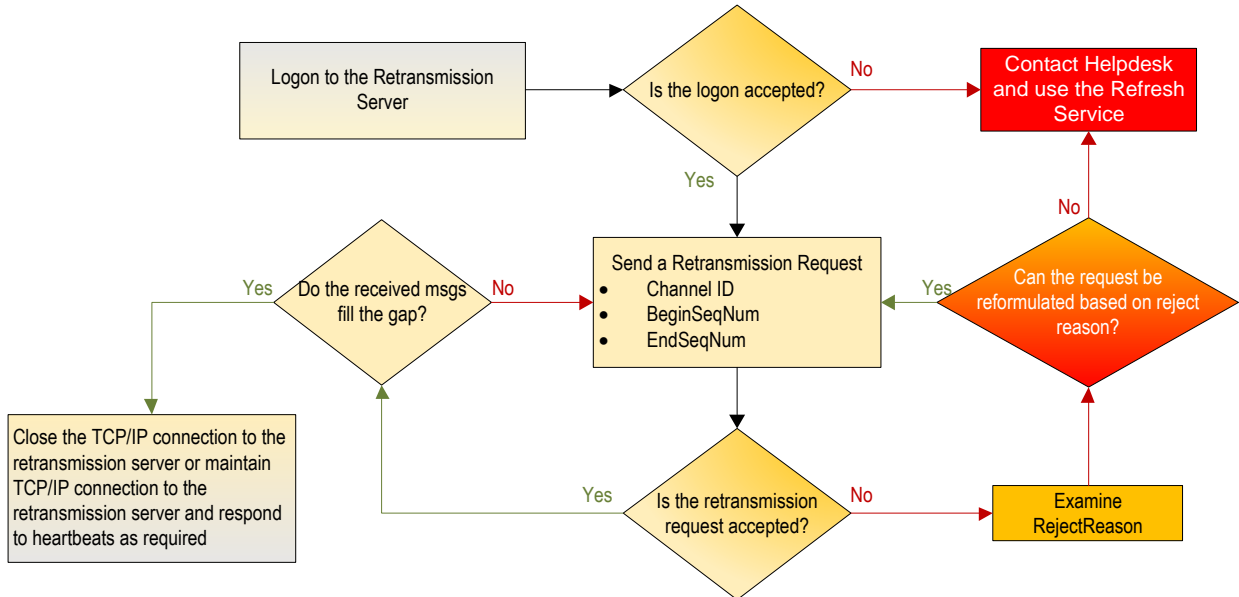 Logon to the Retransmission
Server
Is the logon accepted?
No
Contact Helpdesk
and use the Refresh
Service
Yes
No
Send a Retransmission Request
• Channel ID
• BeginSeqNum
• EndSeqNum
Yes
Do the received msgs
fill the gap?
No
Yes
Can the request be
reformulated based on reject
reason?
Close the TCP/IP connection to the
retransmission server or maintain
TCP/IP connection to the
retransmission server and respond
to heartbeats as required
Yes
Is the retransmission
request accepted?
No
Examine
RejectReason